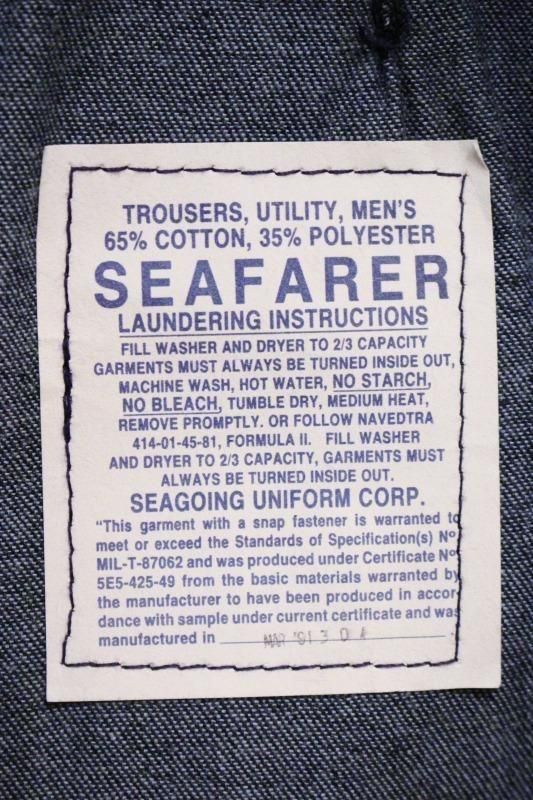 TROUSERS, UTILITY, MEN'S
65% COTTON, 35% POLYESTER
SEAFARER
LAUNDERING INSTRUCTIONS
FILL WASHER AND DRYER TO 2/3 CAPACITY
GARMENTS MUST ALWAYS BE TURNED INSIDE OUT,
MACHINE WASH, HOT WATER, NO STARCH,
NO BLEACH, TUMBLE DRY, MEDIUM HEAT,
REMOVE PROMPTLY. OR FOLLOW NAVEDTRA
414-01-45-81, FORMULA II. FILL WASHER
AND DRYER TO 2/3 CAPACITY, GARMENTS MUST
ALWAYS BE TURNED INSIDE OUT.
SEAGOING UNIFORM CORP.
"This garment with a snap fastener is warranted to
meet or exceed the Standards of Specification(s) Nº
MIL-T-87062 and was produced under Certificate Nº
5E5-425-49 from the basic materials warranted by
the manufacturer to have been produced in accor
dance with sample under current certificate and was
manufactured in MAR '91 3 0